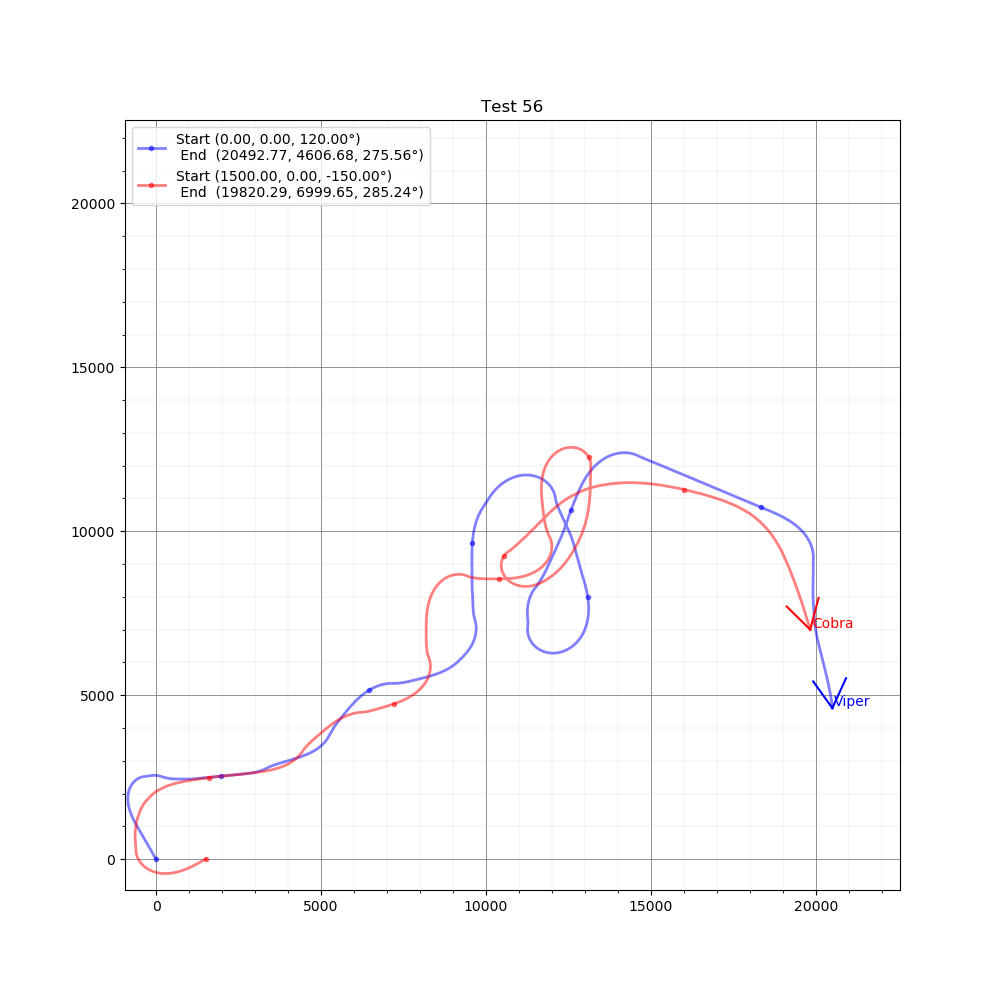 Test 56
Start (0.00, 0.00, 120.00°)
End (20492.77, 4606.68, 275.56°)
Start (1500.00, 0.00, -150.00°)
End (19820.29, 6999.65, 285.24°)
20000
15000
10000
5000
0
Cobra
Viper
0 5000 10000 15000 20000